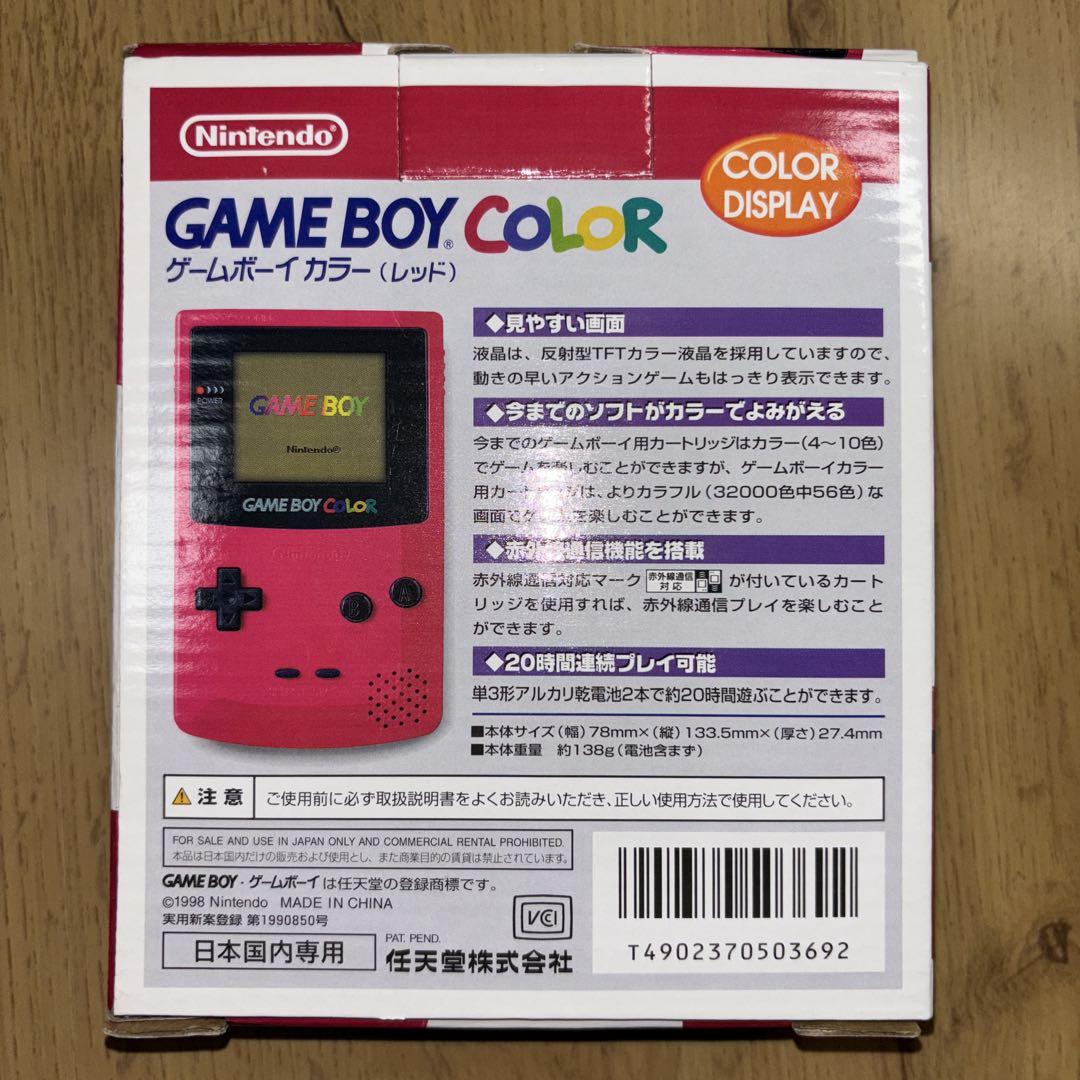 Nintendo®
COLOR
DISPLAY
GAME BOY® COLOR
ゲームボーイ カラー（レッド）
POWER
GAME BOY
Nintendo®
GAME BOY COLOR
Nintendo
B
A
◆見やすい画面
液晶は、反射型TFTカラー液晶を採用していますので、
動きの早いアクションゲームもはっきり表示できます。
◆今までのソフトがカラーでよみがえる
今までのゲームボーイ用カートリッジはカラー（4〜10色）
でゲームを楽しむことができますが、ゲームボーイカラー
用カートリッジは、よりカラフル（32000色中56色）な
画面でゲームを楽しむことができます。
◆赤外線通信機能を搭載
赤外線通信対応マーク 赤外線通信対応 が付いているカート
リッジを使用すれば、赤外線通信プレイを楽しむこと
ができます。
◆20時間連続プレイ可能
単3形アルカリ乾電池2本で約20時間遊ぶことができます。
■本体サイズ（幅）78mm×（縦）133.5mm×（厚さ）27.4mm
■本体重量 約138g（電池含まず）
注意 ご使用前に必ず取扱説明書をよくお読みいただき、正しい使用方法で使用してください。
FOR SALE AND USE IN JAPAN ONLY AND COMMERCIAL RENTAL PROHIBITED.
本品は日本国内だけの販売および使用とし、また商業目的の賃貸は禁止されています。
GAME BOY・ゲームボーイは任天堂の登録商標です。
©1998 Nintendo MADE IN CHINA
実用新案登録 第1990850号
VCI
日本国内専用
PAT. PEND.
任天堂株式会社
T4902370503692